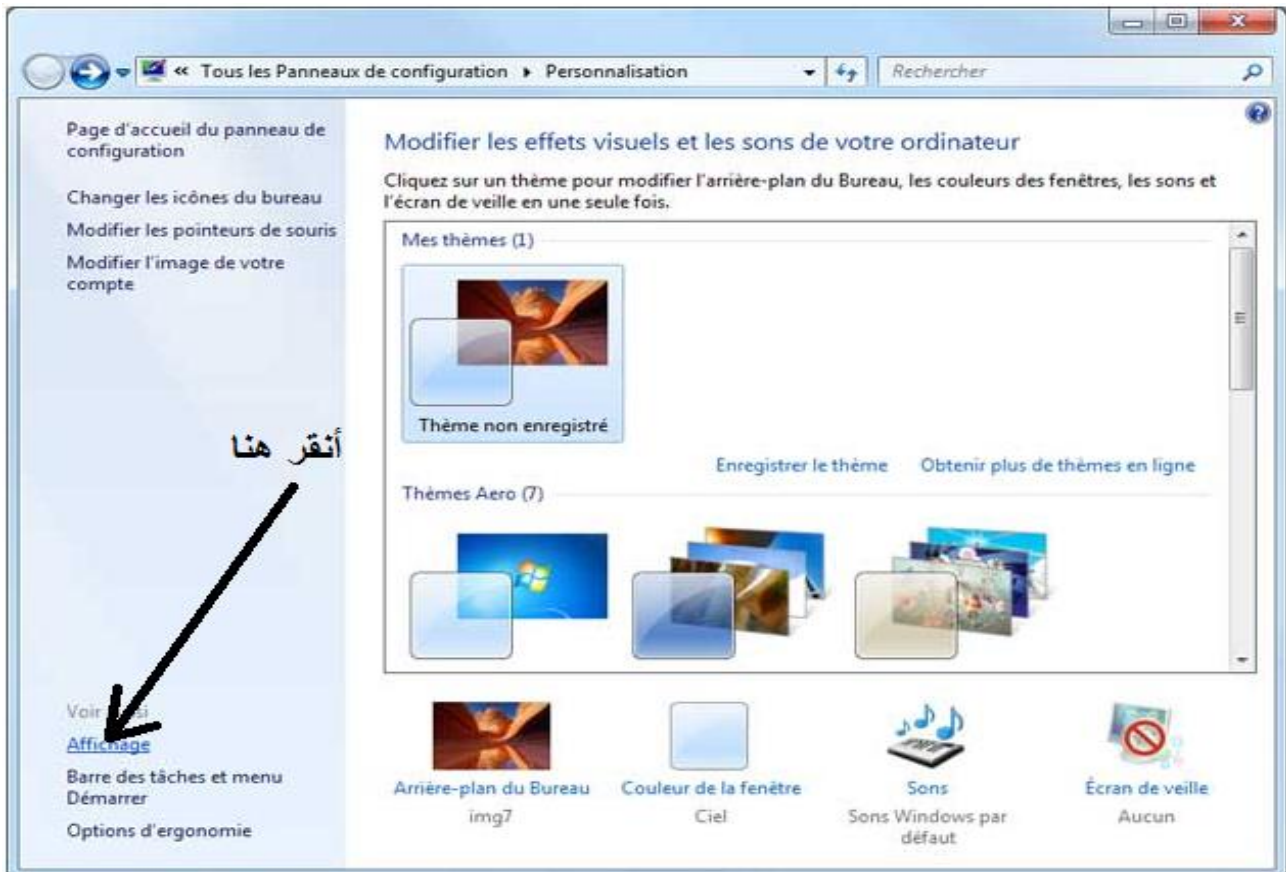 « Tous les Panneaux de configuration ▸ Personnalisation
Rechercher
Page d'accueil du panneau de
configuration
Changer les icônes du bureau
Modifier les pointeurs de souris
Modifier l'image de votre
compte
أنقر هنا
Voir aussi
Affichage
Barre des tâches et menu
Démarrer
Options d'ergonomie
Modifier les effets visuels et les sons de votre ordinateur
Cliquez sur un thème pour modifier l'arrière-plan du Bureau, les couleurs des fenêtres, les sons et
l'écran de veille en une seule fois.
Mes thèmes (1)
Thème non enregistré
Enregistrer le thème Obtenir plus de thèmes en ligne
Thèmes Aero (7)
Arrière-plan du Bureau
img7
Couleur de la fenêtre
Ciel
Sons
Sons Windows par
défaut
Écran de veille
Aucun